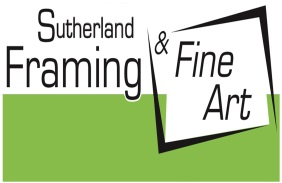 Sutherland
Framing
& Fine
Art